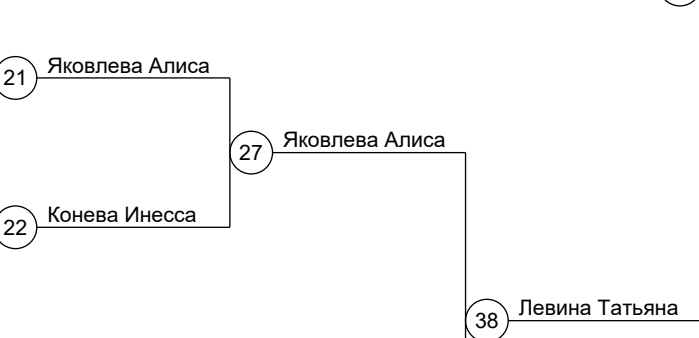 21 Яковлева Алиса
27 Яковлева Алиса
22 Конева Инесса
38 Левина Татьяна